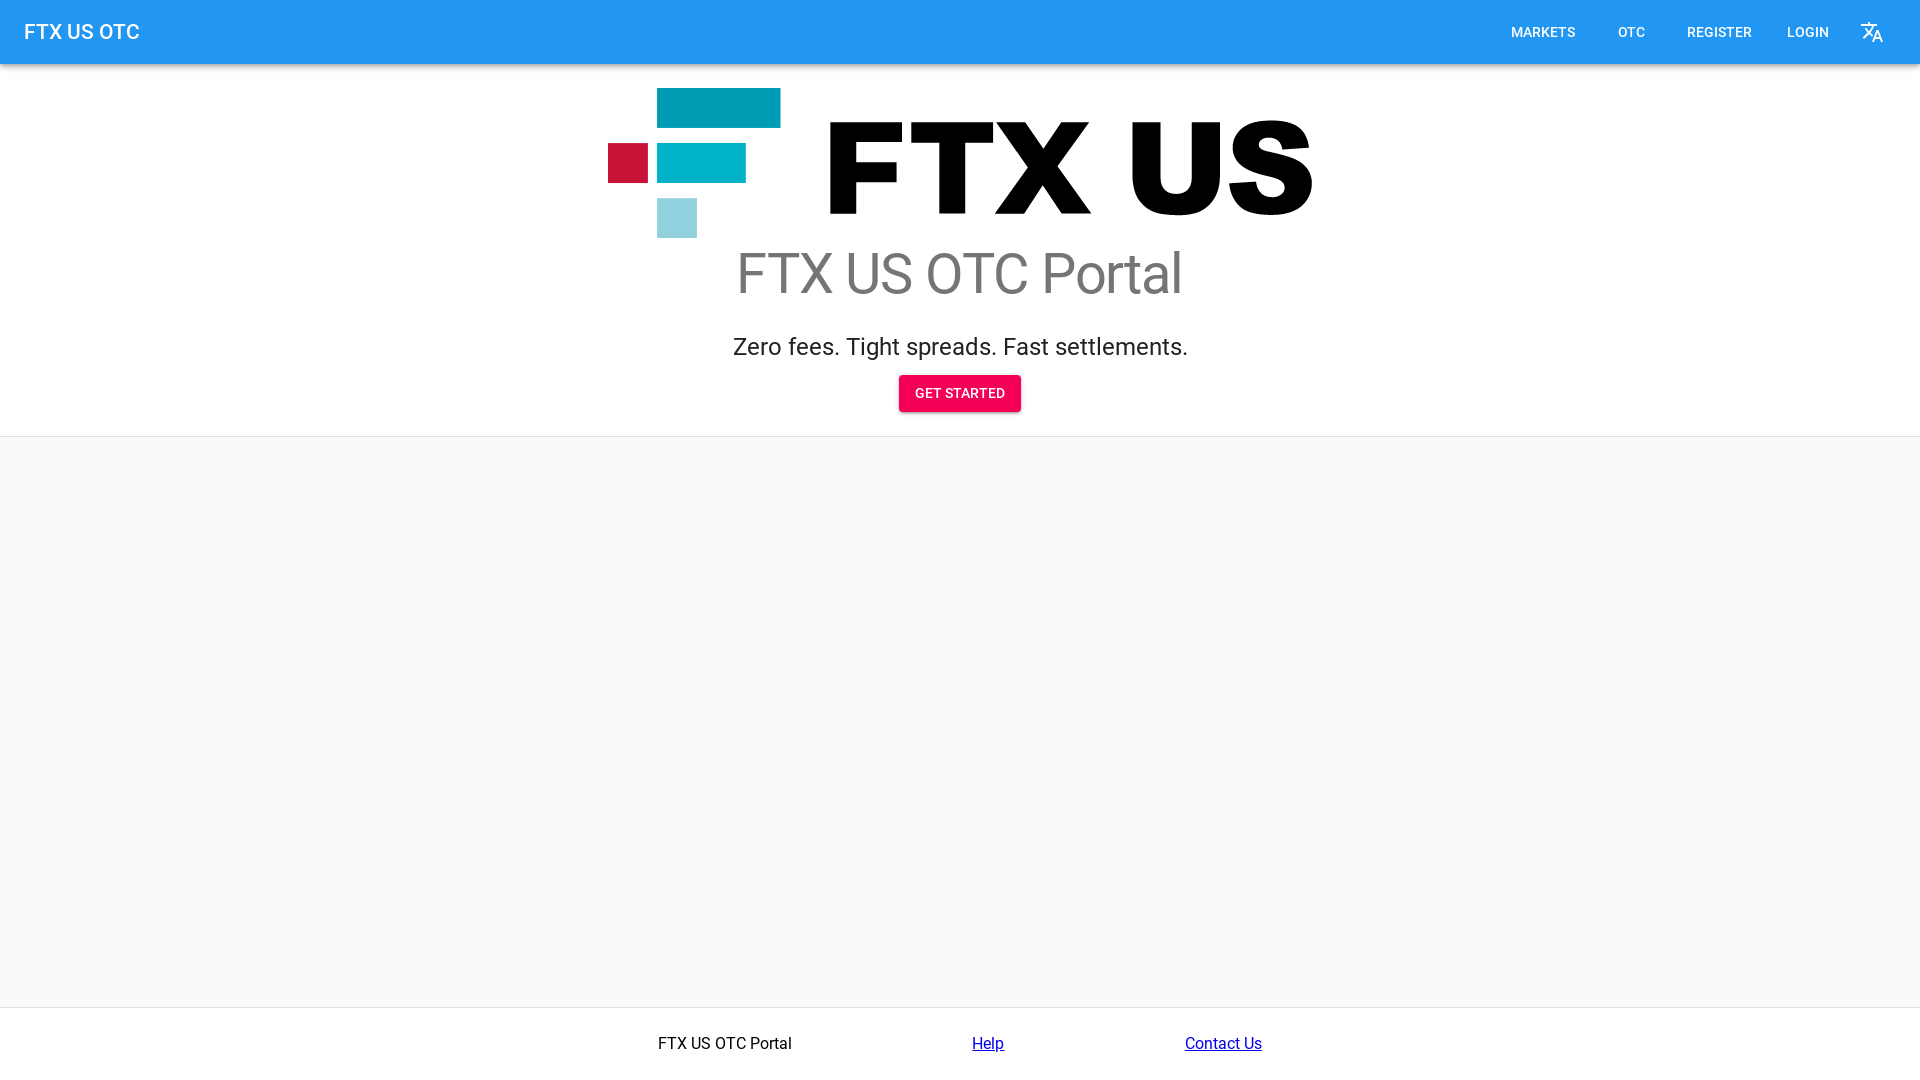 FTX US OTC
MARKETS
OTC
REGISTER
LOGIN
FTX US
FTX US OTC Portal
Zero fees. Tight spreads. Fast settlements.
GET STARTED
FTX US OTC Portal
Help
Contact Us